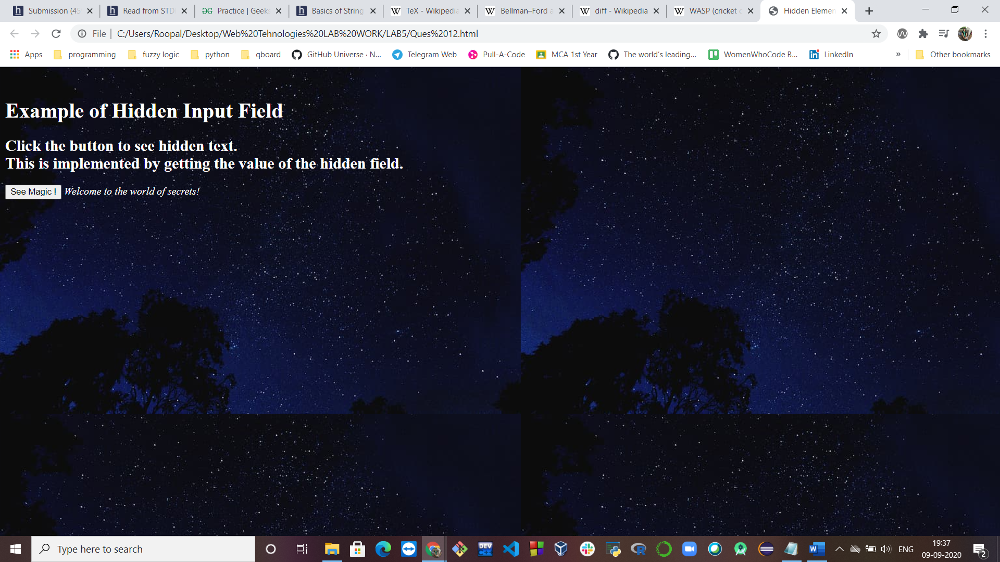 Submission (45
Read from STD
Practice | Geeks
Basics of String
TeX - Wikipedia
Bellman–Ford a
diff - Wikipedia
WASP (cricket c
Hidden Elemen
File | C:/Users/Roopal/Desktop/Web%20Tehnologies%20LAB%20WORK/LAB5/Ques%2012.html
Apps programming fuzzy logic python qboard GitHub Universe · N... Telegram Web Pull-A-Code MCA 1st Year The world's leading... WomenWhoCode B... LinkedIn » Other bookmarks
Example of Hidden Input Field
Click the button to see hidden text.
This is implemented by getting the value of the hidden field.
See Magic ! Welcome to the world of secrets!
Type here to search
DEV
C++
ENG
19:37
09-09-2020
2